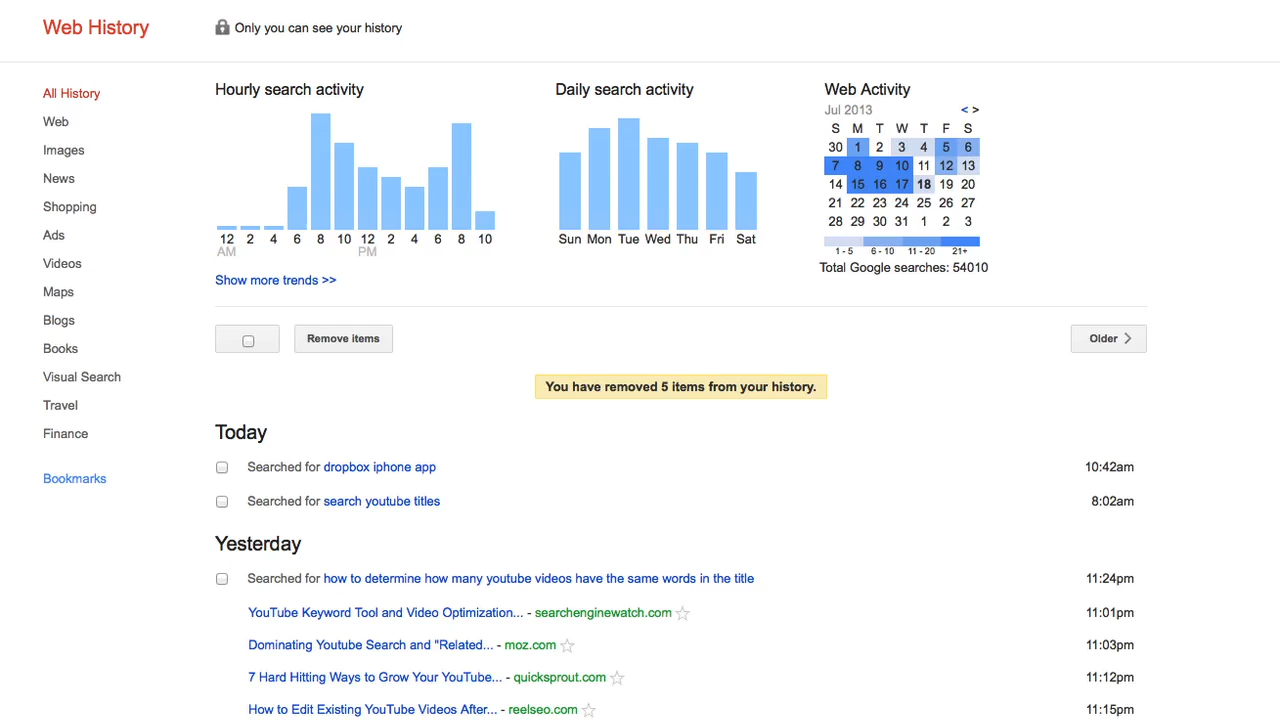 Web History
Only you can see your history
All History
Web
Images
News
Shopping
Ads
Videos
Maps
Blogs
Books
Visual Search
Travel
Finance
Bookmarks
Hourly search activity
12 2 4 6 8 10 12 2 4 6 8 10
AM PM
Show more trends >>
Daily search activity
Sun Mon Tue Wed Thu Fri Sat
Web Activity
Jul 2013 < >
S M T W T F S
30 1 2 3 4 5 6
7 8 9 10 11 12 13
14 15 16 17 18 19 20
21 22 23 24 25 26 27
28 29 30 31 1 2 3
1 - 5 6 - 10 11 - 20 21+
Total Google searches: 54010
Remove items
Older
You have removed 5 items from your history.
Today
Searched for dropbox iphone app 10:42am
Searched for search youtube titles 8:02am
Yesterday
Searched for how to determine how many youtube videos have the same words in the title 11:24pm
YouTube Keyword Tool and Video Optimization... - searchenginewatch.com 11:01pm
Dominating Youtube Search and "Related... - moz.com 11:03pm
7 Hard Hitting Ways to Grow Your YouTube... - quicksprout.com 11:12pm
How to Edit Existing YouTube Videos After... - reelseo.com 11:15pm